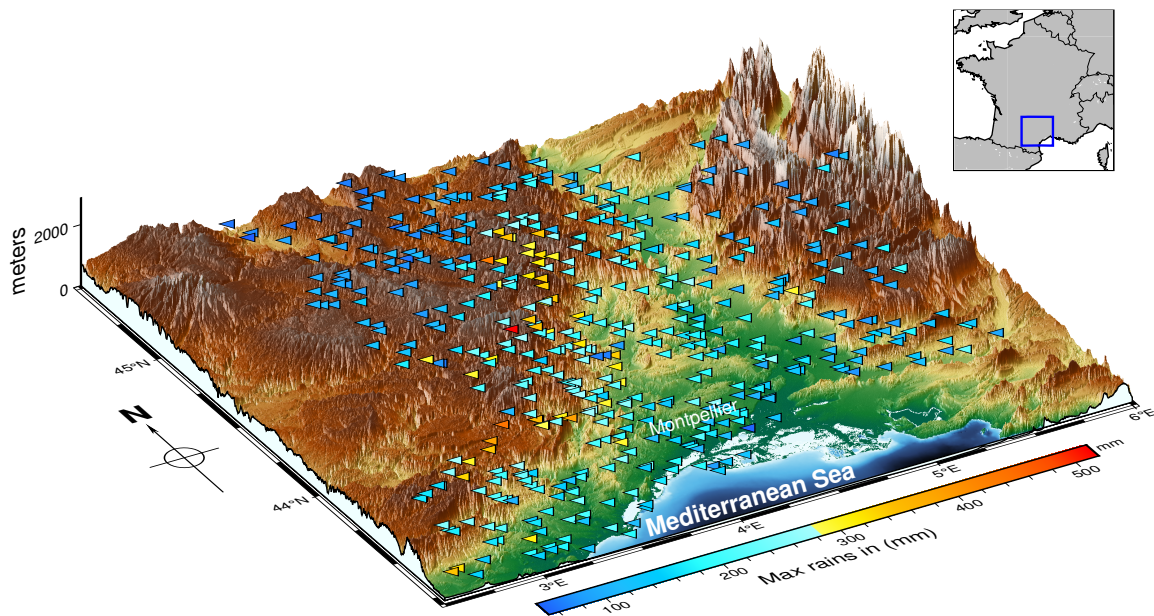 meters
2000
0
45°N
N
44°N
Montpellier
Mediterranean Sea
3°E
4°E
5°E
6°E
100
200
300
400
500
mm
Max rains in (mm)